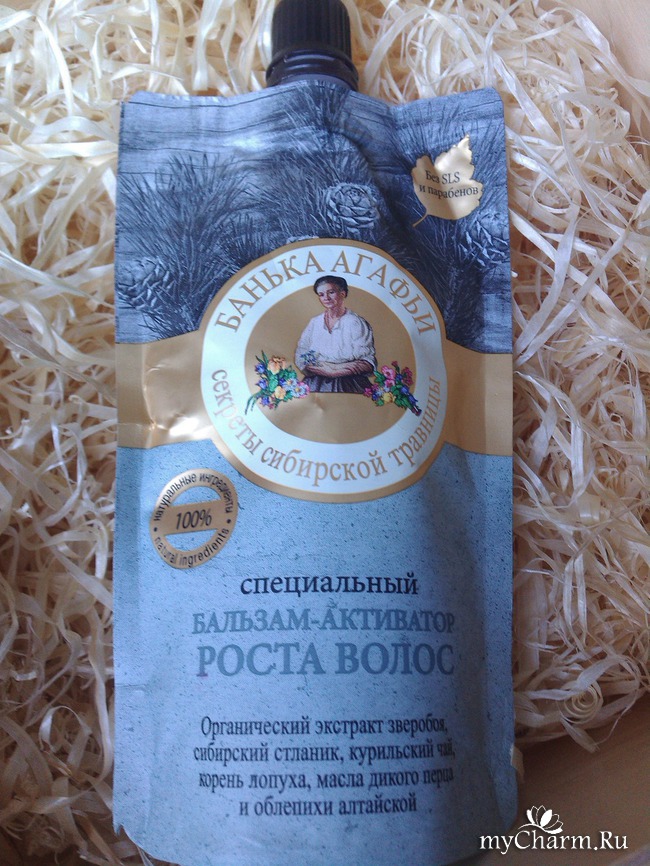 Без SLS
и парабенов
БАНЬКА АГАФЬИ
секреты сибирской травницы
натуральные ингредиенты
100%
natural ingredients
специальный
БАЛЬЗАМ-АКТИВАТОР
РОСТА ВОЛОС
Органический экстракт зверобоя,
сибирский стланик, курильский чай,
корень лопуха, масла дикого перца
и облепихи алтайской
myCharm.Ru